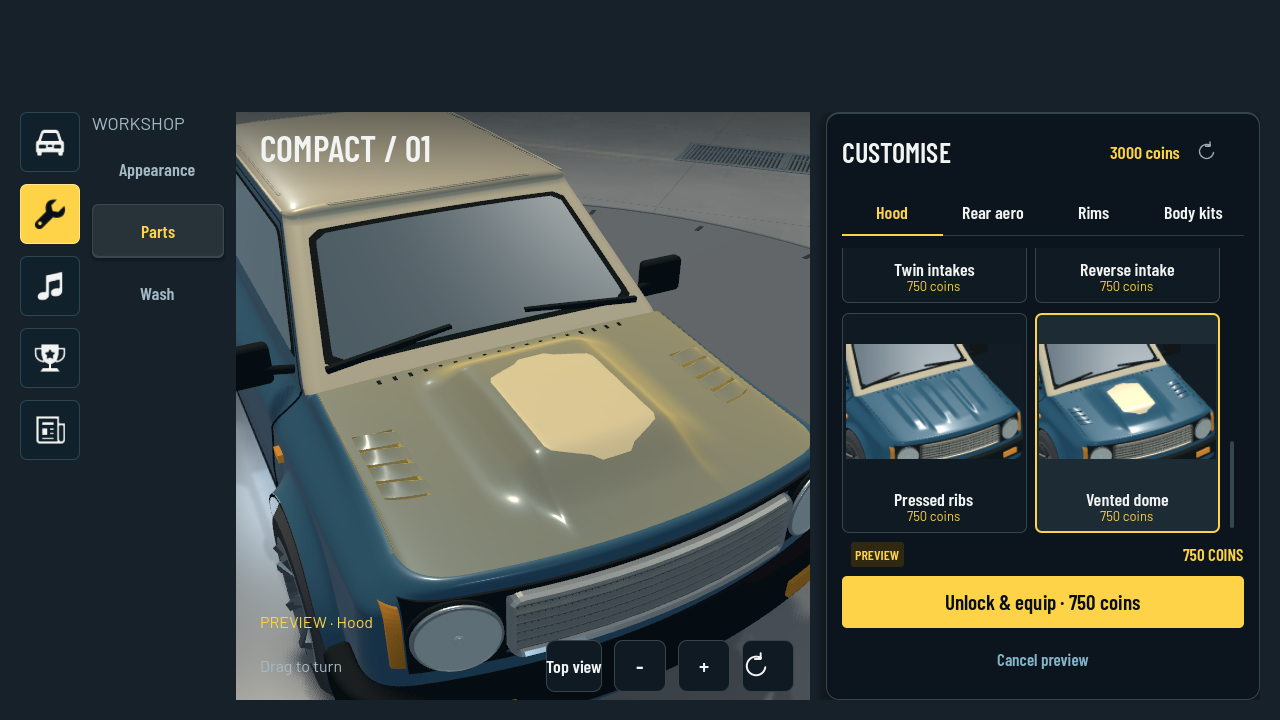 WORKSHOP
Appearance
Parts
Wash
COMPACT / 01
PREVIEW · Hood
Drag to turn
Top view
-
+
CUSTOMISE
3000 coins
Hood
Rear aero
Rims
Body kits
Twin intakes
750 coins
Reverse intake
750 coins
Pressed ribs
750 coins
Vented dome
750 coins
PREVIEW
750 COINS
Unlock & equip · 750 coins
Cancel preview